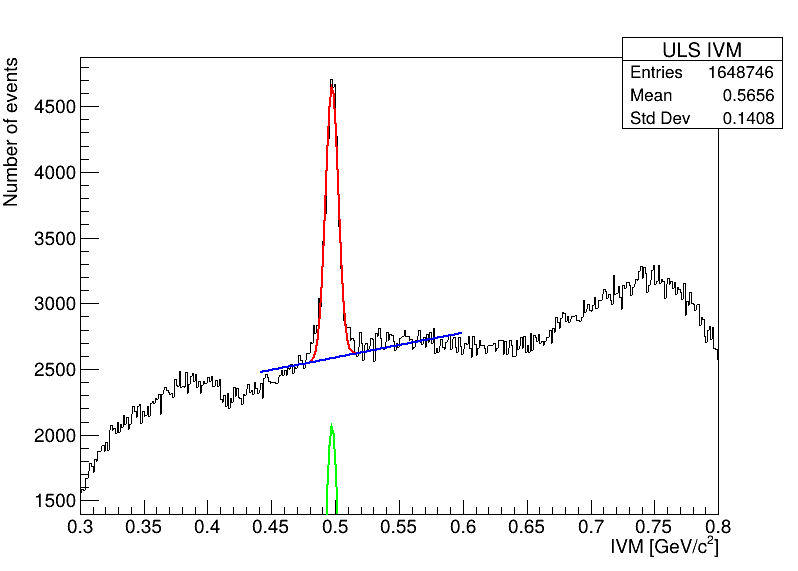 ULS IVM
Entries 1648746
Mean 0.5656
Std Dev 0.1408
Number of events
4500
4000
3500
3000
2500
2000
1500
0.3 0.35 0.4 0.45 0.5 0.55 0.6 0.65 0.7 0.75 0.8
IVM [GeV/c²]